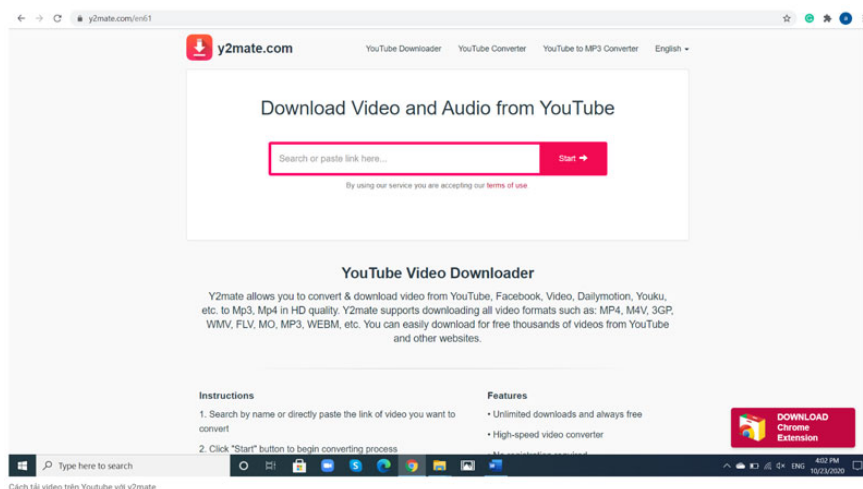 y2mate.com/en61
y2mate.com
YouTube Downloader
YouTube Converter
YouTube to MP3 Converter
English
Download Video and Audio from YouTube
Search or paste link here...
Start
By using our service you are accepting our terms of use
YouTube Video Downloader
Y2mate allows you to convert & download video from YouTube, Facebook, Video, Dailymotion, Youku,
etc. to Mp3, Mp4 in HD quality. Y2mate supports downloading all video formats such as: MP4, M4V, 3GP,
WMV, FLV, MO, MP3, WEBM, etc. You can easily download for free thousands of videos from YouTube
and other websites.
Instructions
1. Search by name or directly paste the link of video you want to
convert
2. Click "Start" button to begin converting process
Features
• Unlimited downloads and always free
• High-speed video converter
• No registration required
DOWNLOAD
Chrome
Extension
Type here to search
ENG
4:02 PM
10/23/2020
Cách tải video trên Youtube với y2mate